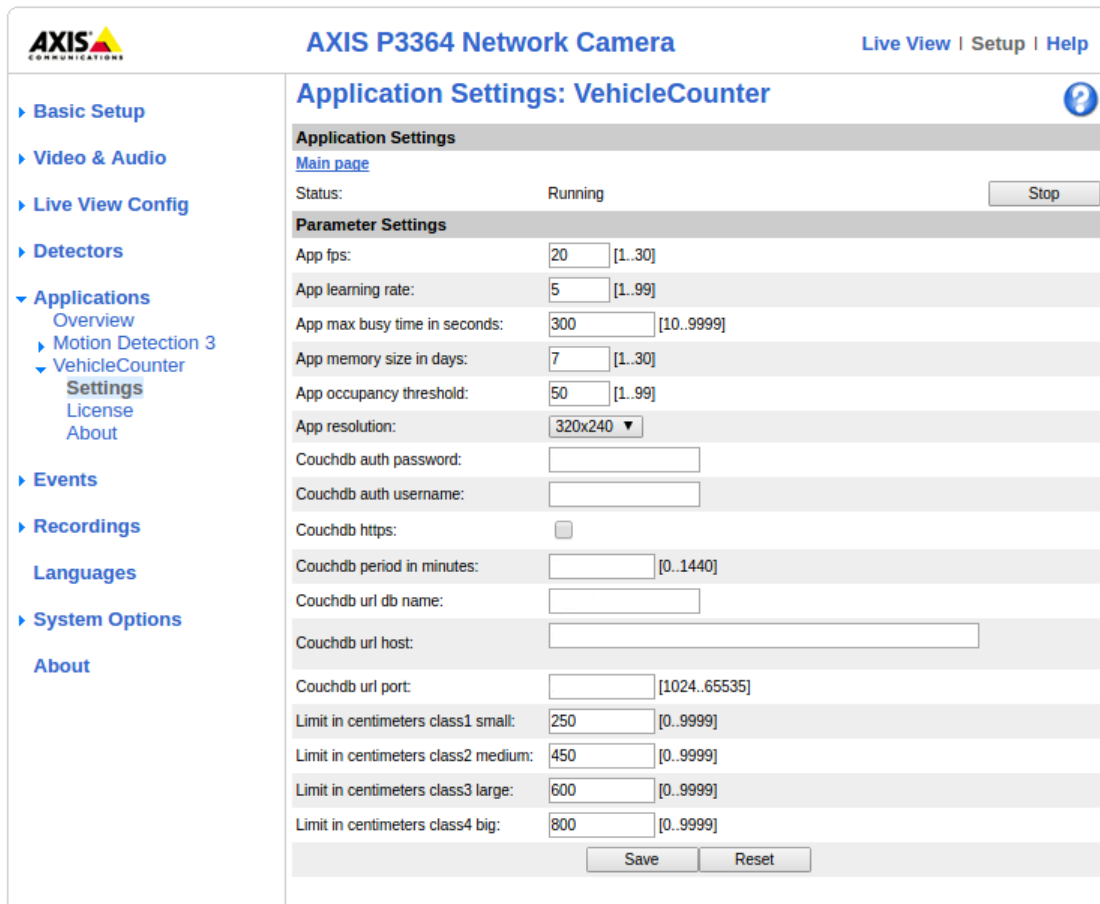 AXIS
COMMUNICATIONS
AXIS P3364 Network Camera
Live View | Setup | Help
Basic Setup
Video & Audio
Live View Config
Detectors
Applications
Overview
Motion Detection 3
VehicleCounter
Settings
License
About
Events
Recordings
Languages
System Options
About
Application Settings: VehicleCounter
?
Application Settings
Main page
Status: Running Stop
Parameter Settings
App fps: 20 [1..30]
App learning rate: 5 [1..99]
App max busy time in seconds: 300 [10..9999]
App memory size in days: 7 [1..30]
App occupancy threshold: 50 [1..99]
App resolution: 320x240
Couchdb auth password:
Couchdb auth username:
Couchdb https:
Couchdb period in minutes: [0..1440]
Couchdb url db name:
Couchdb url host:
Couchdb url port: [1024..65535]
Limit in centimeters class1 small: 250 [0..9999]
Limit in centimeters class2 medium: 450 [0..9999]
Limit in centimeters class3 large: 600 [0..9999]
Limit in centimeters class4 big: 800 [0..9999]
Save Reset